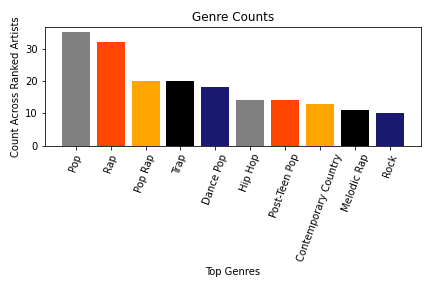 Genre Counts
Count Across Ranked Artists
30
20
10
0
Pop
Rap
Pop Rap
Trap
Dance Pop
Hip Hop
Post-Teen Pop
Contemporary Country
Melodic Rap
Rock
Top Genres